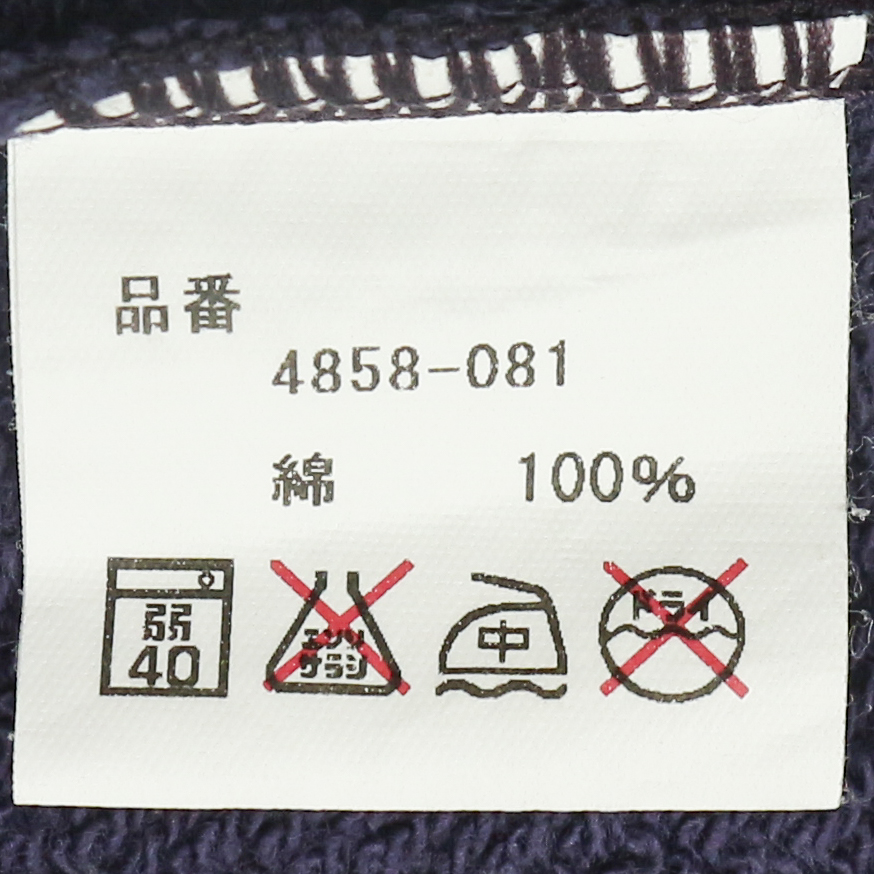 品番
4858-081
綿 100%
弱 エンソ 中 ドライ
40 サラシ